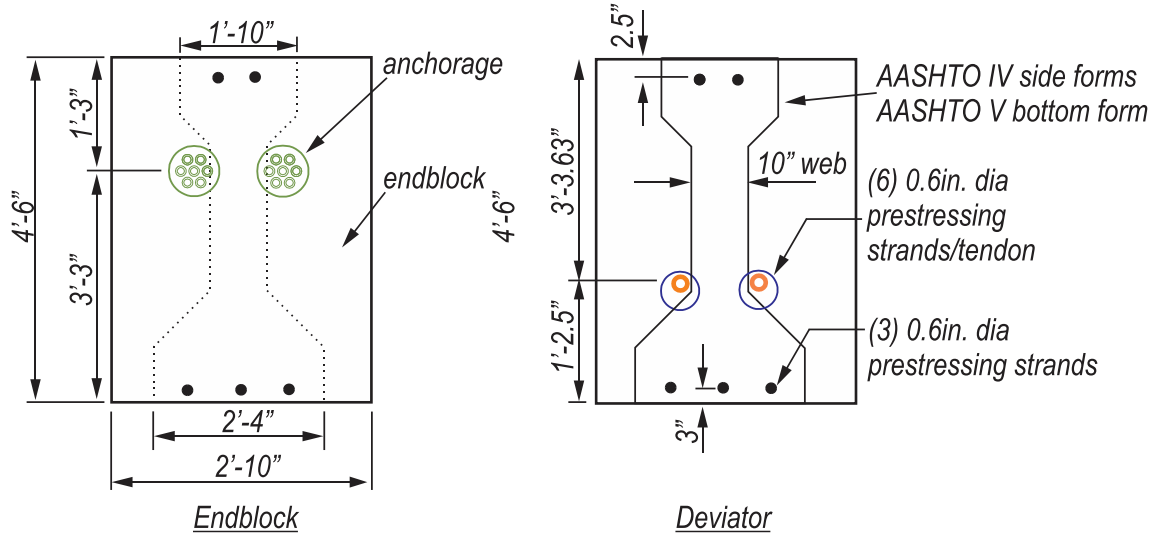 1’-10”
anchorage
1’-3”
endblock
4’-6”
3’-3”
2’-4”
2’-10”
Endblock
2.5”
AASHTO IV side forms
AASHTO V bottom form
3’-3.63”
10” web
4’-6”
(6) 0.6in. dia
prestressing
strands/tendon
1’-2.5”
(3) 0.6in. dia
prestressing strands
3”
Deviator